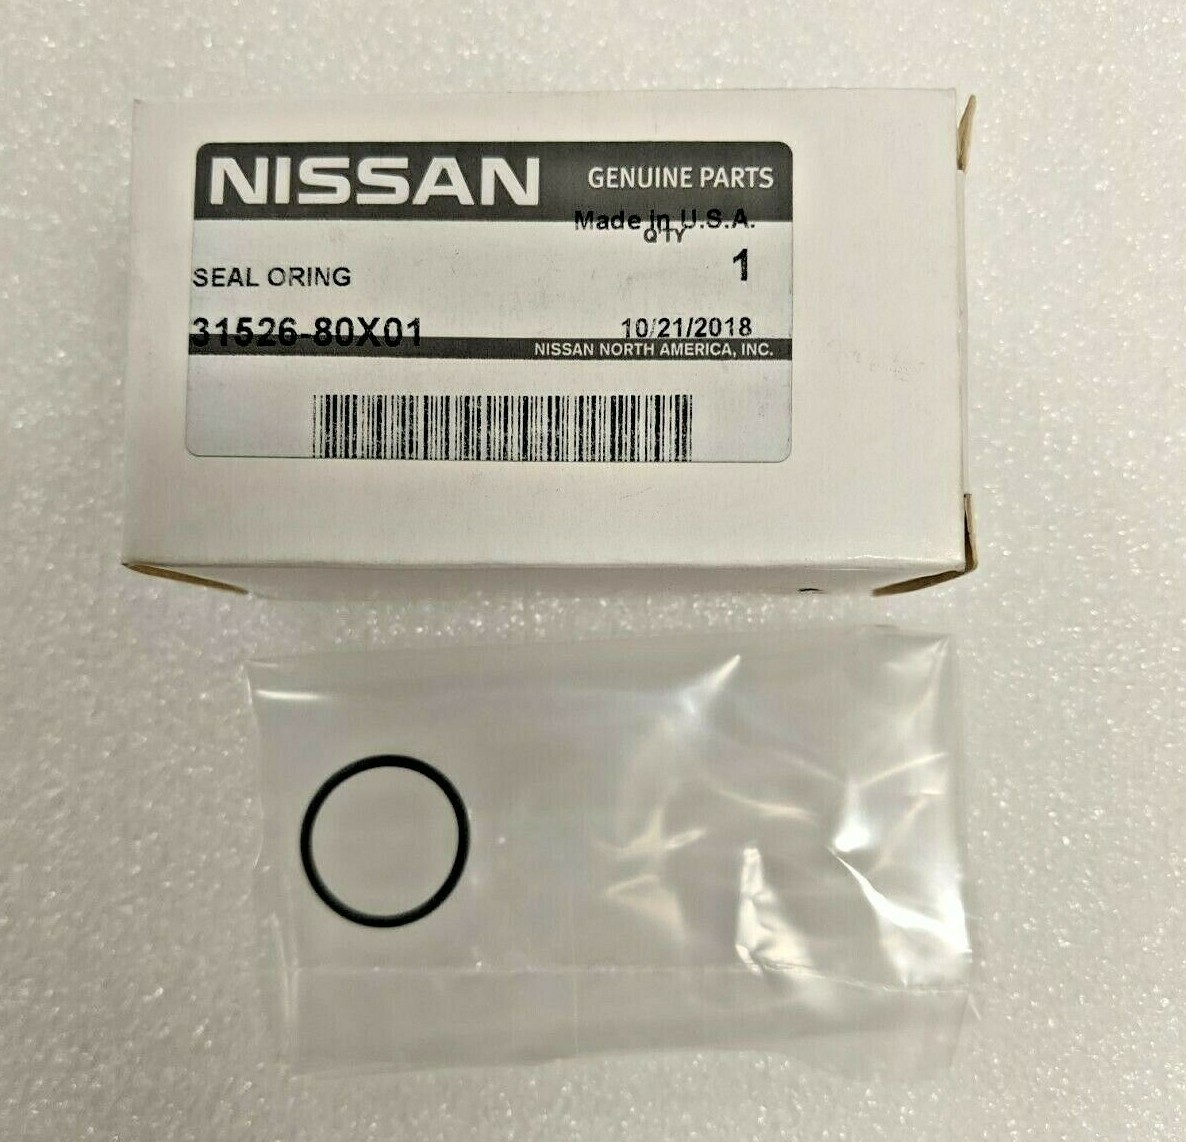 NISSAN GENUINE PARTS
Made in U.S.A.
QTY
SEAL ORING 1
31526-80X01 10/21/2018
NISSAN NORTH AMERICA, INC.